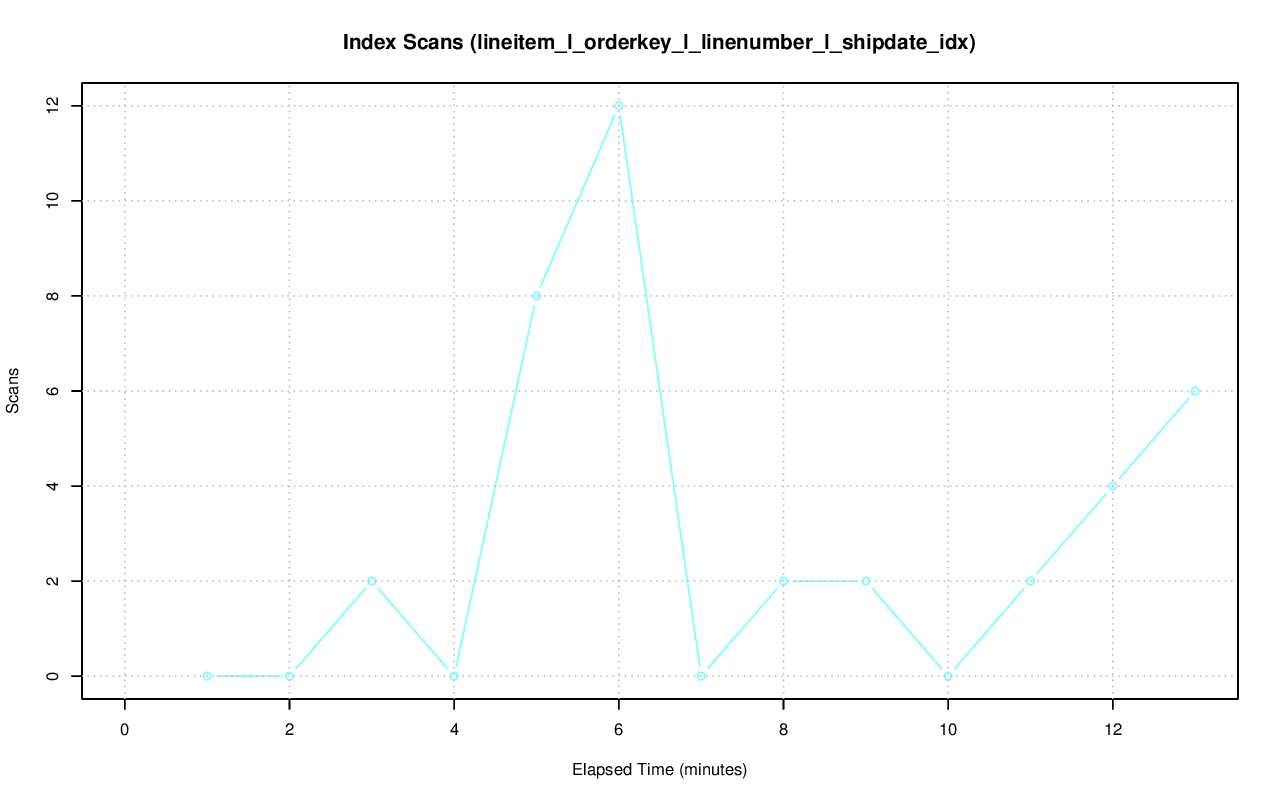 Index Scans (lineitem_l_orderkey_l_linenumber_l_shipdate_idx)
12
10
8
6
4
2
0
Scans
0 2 4 6 8 10 12
Elapsed Time (minutes)